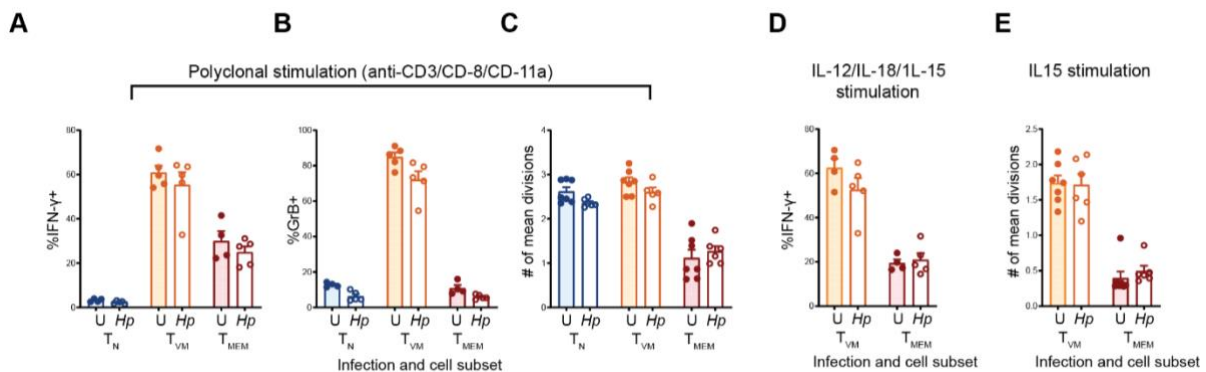 A B C D E
Polyclonal stimulation (anti-CD3/CD-8/CD-11a)
IL-12/IL-18/1L-15
stimulation
IL15 stimulation
%IFN-γ+
80
60
40
20
0
U Hp U Hp U Hp
TN TVM TMEM
%GrB+
100
80
60
40
20
0
U Hp U Hp U Hp
TN TVM TMEM
Infection and cell subset
# of mean divisions
4
3
2
1
0
U Hp U Hp U Hp
TN TVM TMEM
%IFN-γ+
80
60
40
20
0
U Hp U Hp
TVM TMEM
Infection and cell subset
# of mean divisions
2.5
2.0
1.5
1.0
0.5
0.0
U Hp U Hp
TVM TMEM
Infection and cell subset